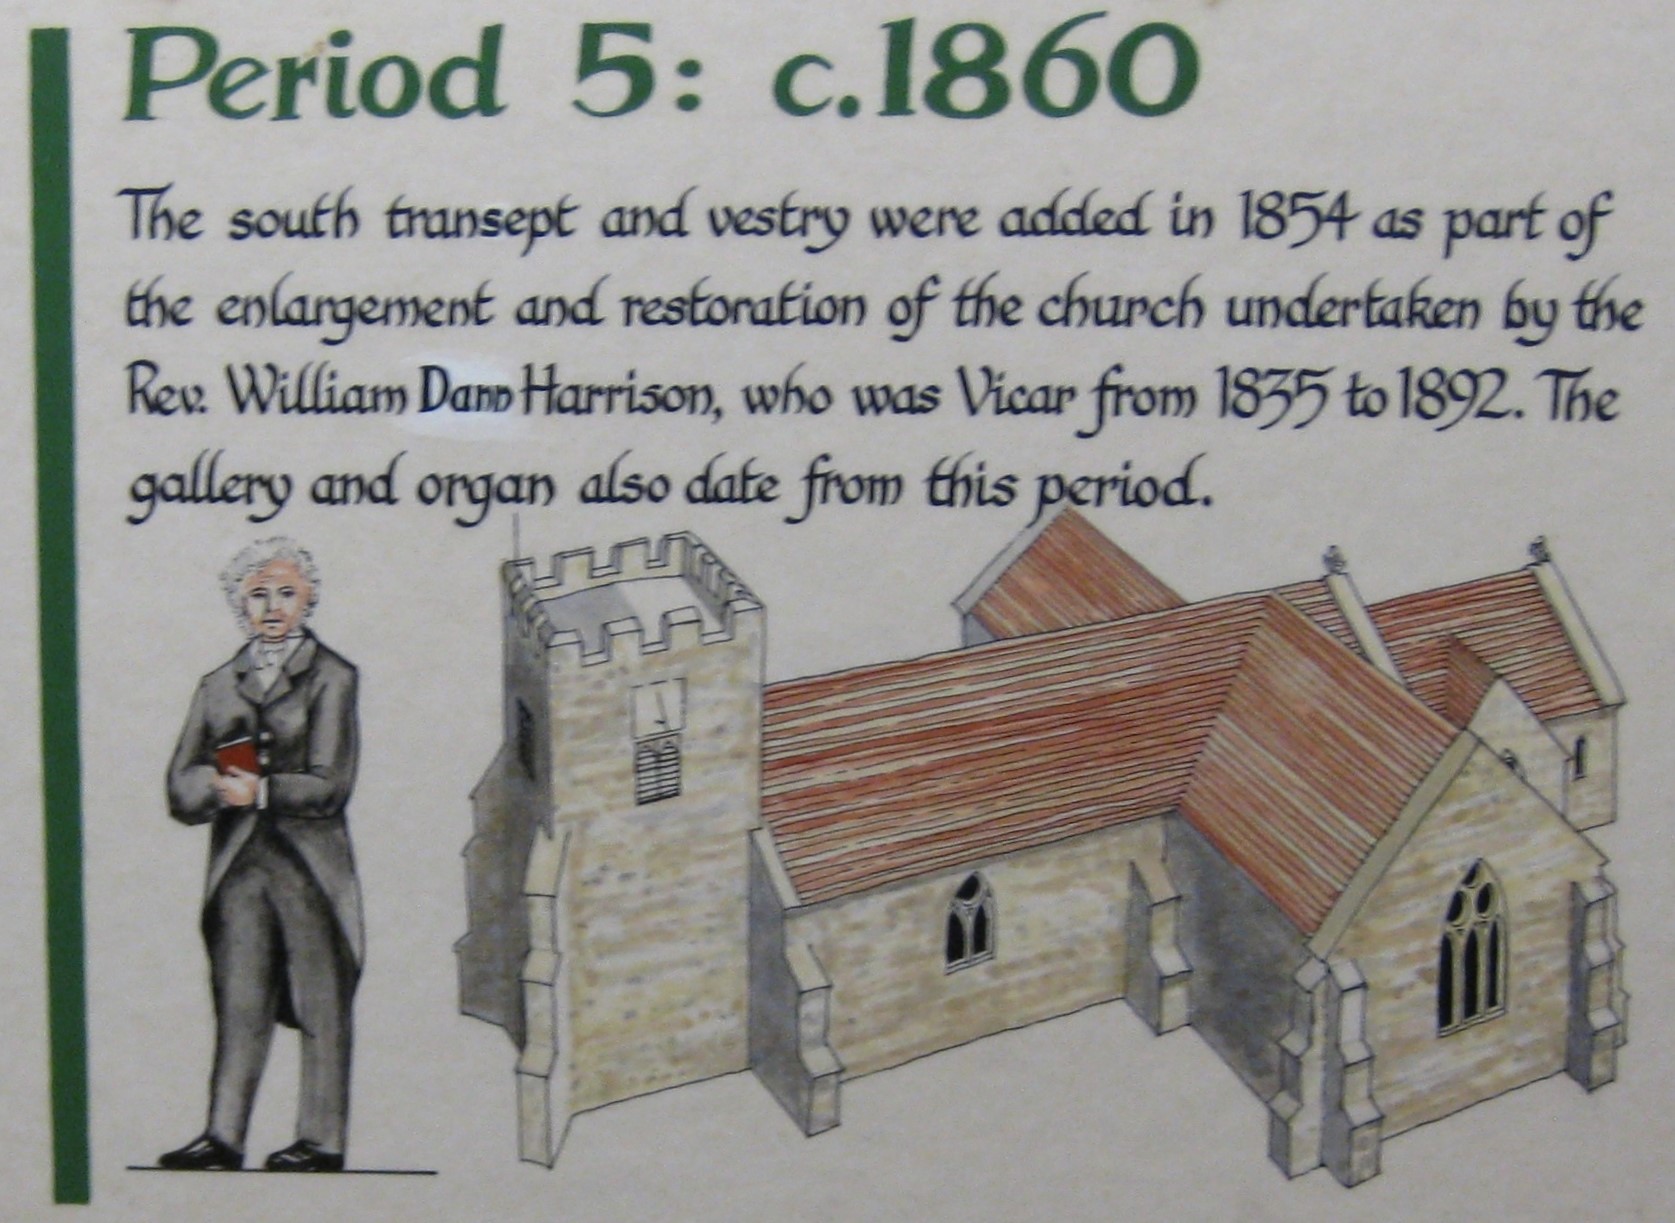 Period 5: c.1860
The south transept and vestry were added in 1854 as part of
the enlargement and restoration of the church undertaken by the
Rev. William Dann Harrison, who was Vicar from 1835 to 1892. The
gallery and organ also date from this period.